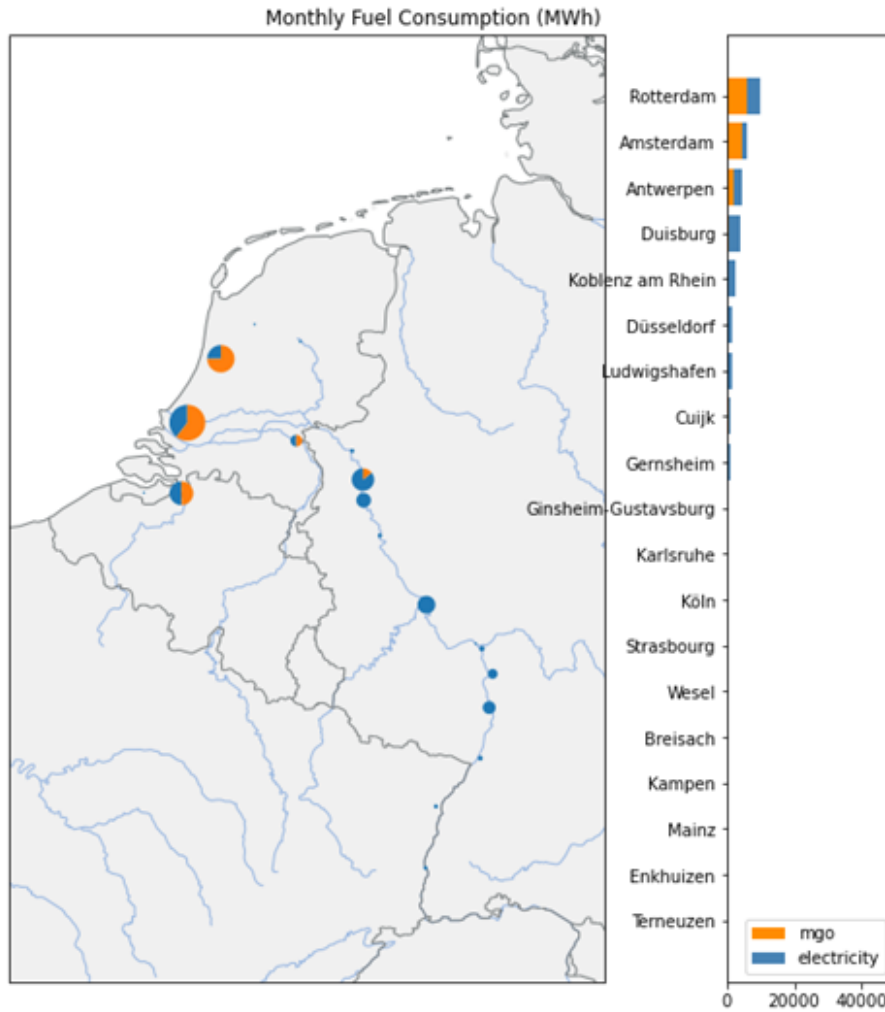 Monthly Fuel Consumption (MWh)
Rotterdam
Amsterdam
Antwerpen
Duisburg
Koblenz am Rhein
Düsseldorf
Ludwigshafen
Cuijk
Gernsheim
Ginsheim-Gustavsburg
Karlsruhe
Köln
Strasbourg
Wesel
Breisach
Kampen
Mainz
Enkhuizen
Terneuzen
mgo
electricity
0 20000 40000